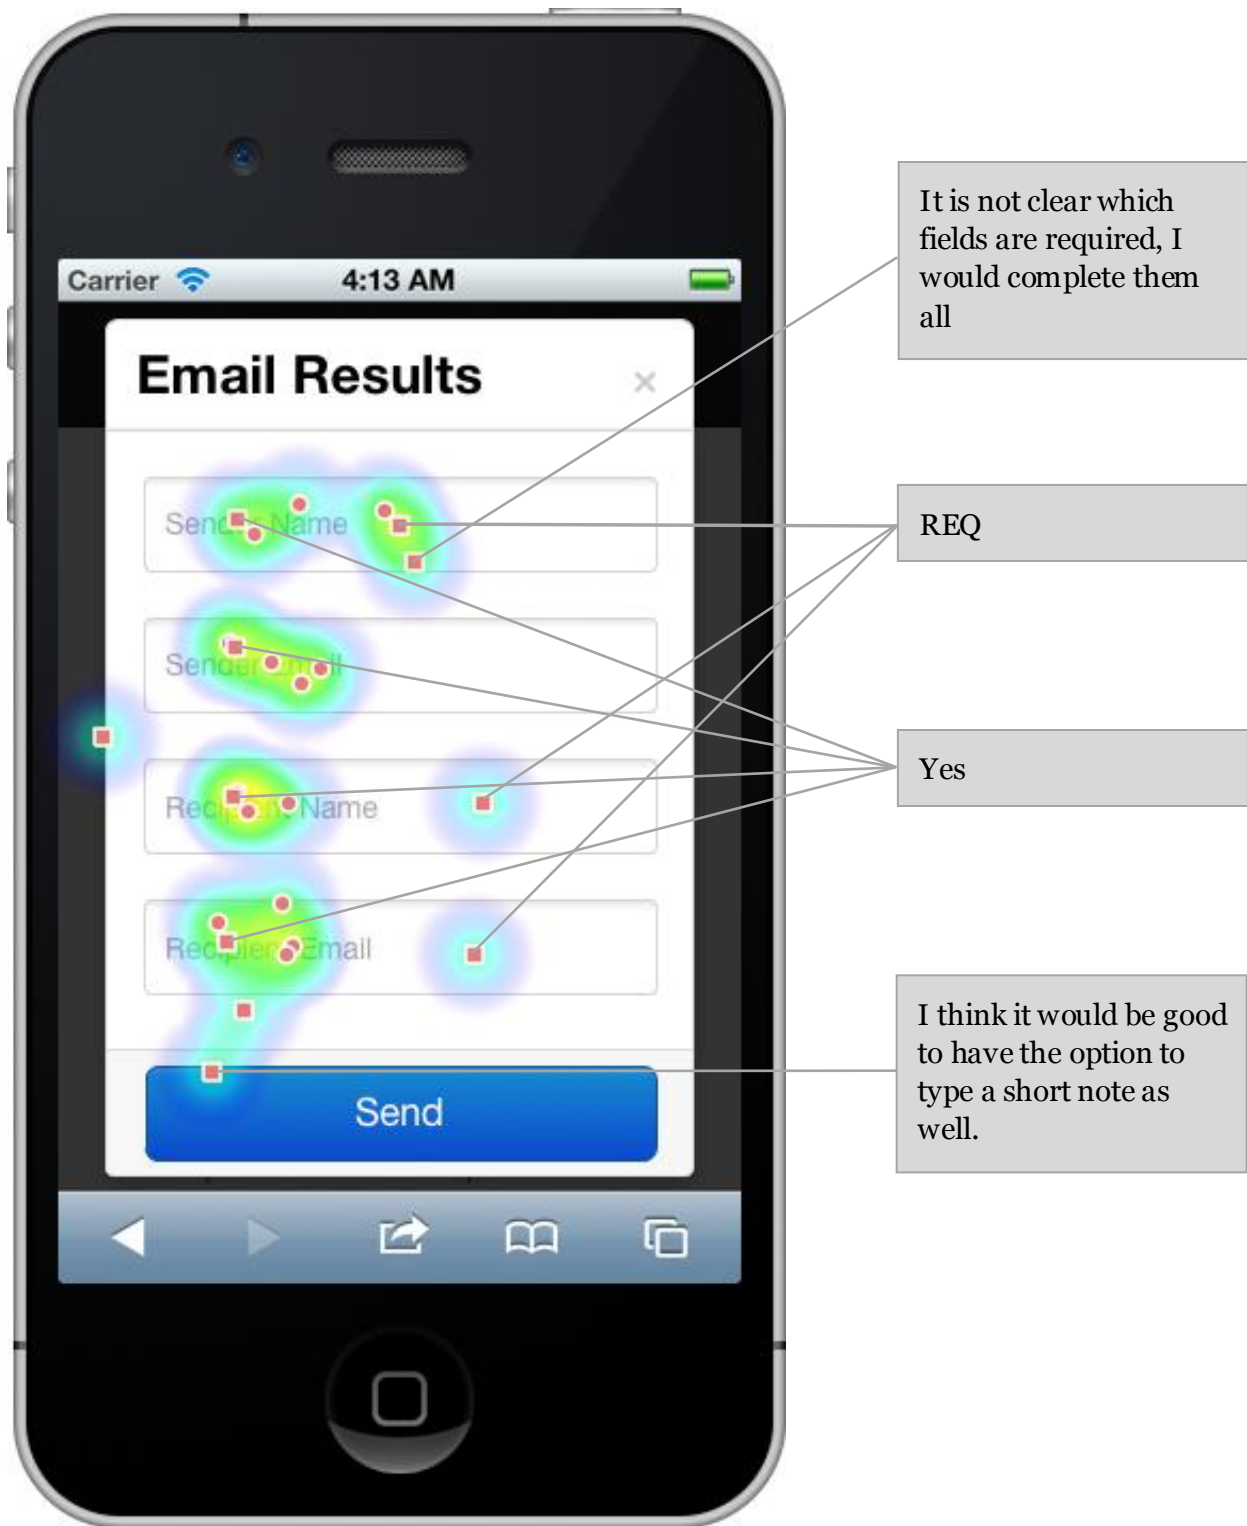 Carrier 4:13 AM
Email Results ×
Sender Name
Sender Email
Recipient Name
Recipient Email
Send
It is not clear which
fields are required, I
would complete them
all
REQ
Yes
I think it would be good
to have the option to
type a short note as
well.